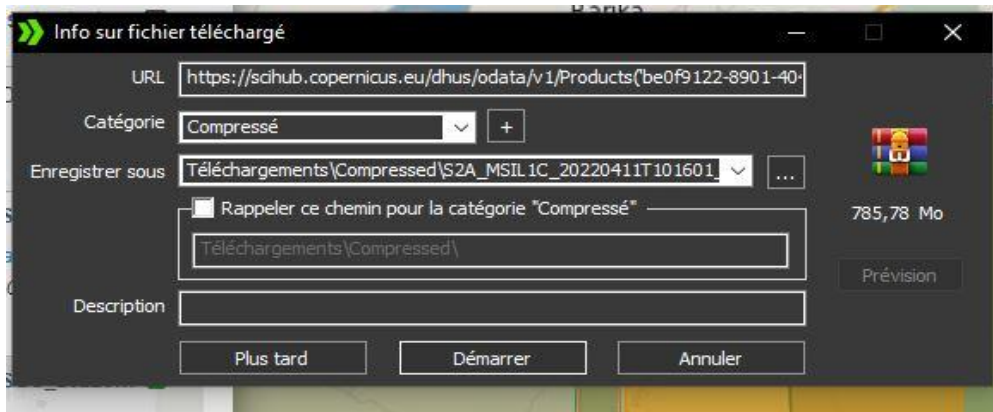 Barika
Info sur fichier téléchargé
URL https://scihub.copernicus.eu/dhus/odata/v1/Products('be0f9122-8901-40
Catégorie Compressé +
Enregistrer sous Téléchargements\Compressed\S2A_MSIL1C_20220411T101601_ ...
Rappeler ce chemin pour la catégorie "Compressé"
785,78 Mo
Téléchargements\Compressed\
Prévision
Description
Plus tard Démarrer Annuler